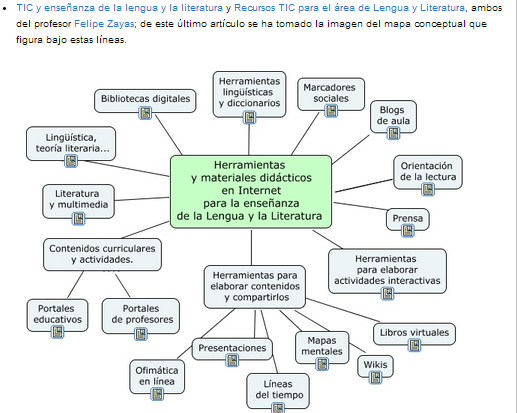 TIC y enseñanza de la lengua y la literatura y Recursos TIC para el área de Lengua y Literatura, ambos
del profesor Felipe Zayas; de este último artículo se ha tomado la imagen del mapa conceptual que
figura bajo estas líneas.
Herramientas
lingüísticas
y diccionarios
Marcadores
sociales
Bibliotecas digitales
Blogs
de aula
Lingüística,
teoría literaria...
Herramientas
y materiales didácticos
en Internet
para la enseñanza
de la Lengua y la Literatura
Orientación
de la lectura
Literatura
y multimedia
Prensa
Contenidos curriculares
y actividades.
Herramientas
para elaborar
actividades interactivas
Herramientas para
elaborar contenidos
y compartirlos
Portales
educativos
Portales
de profesores
Libros virtuales
Presentaciones
Mapas
mentales
Wikis
Ofimática
en línea
Líneas
del tiempo